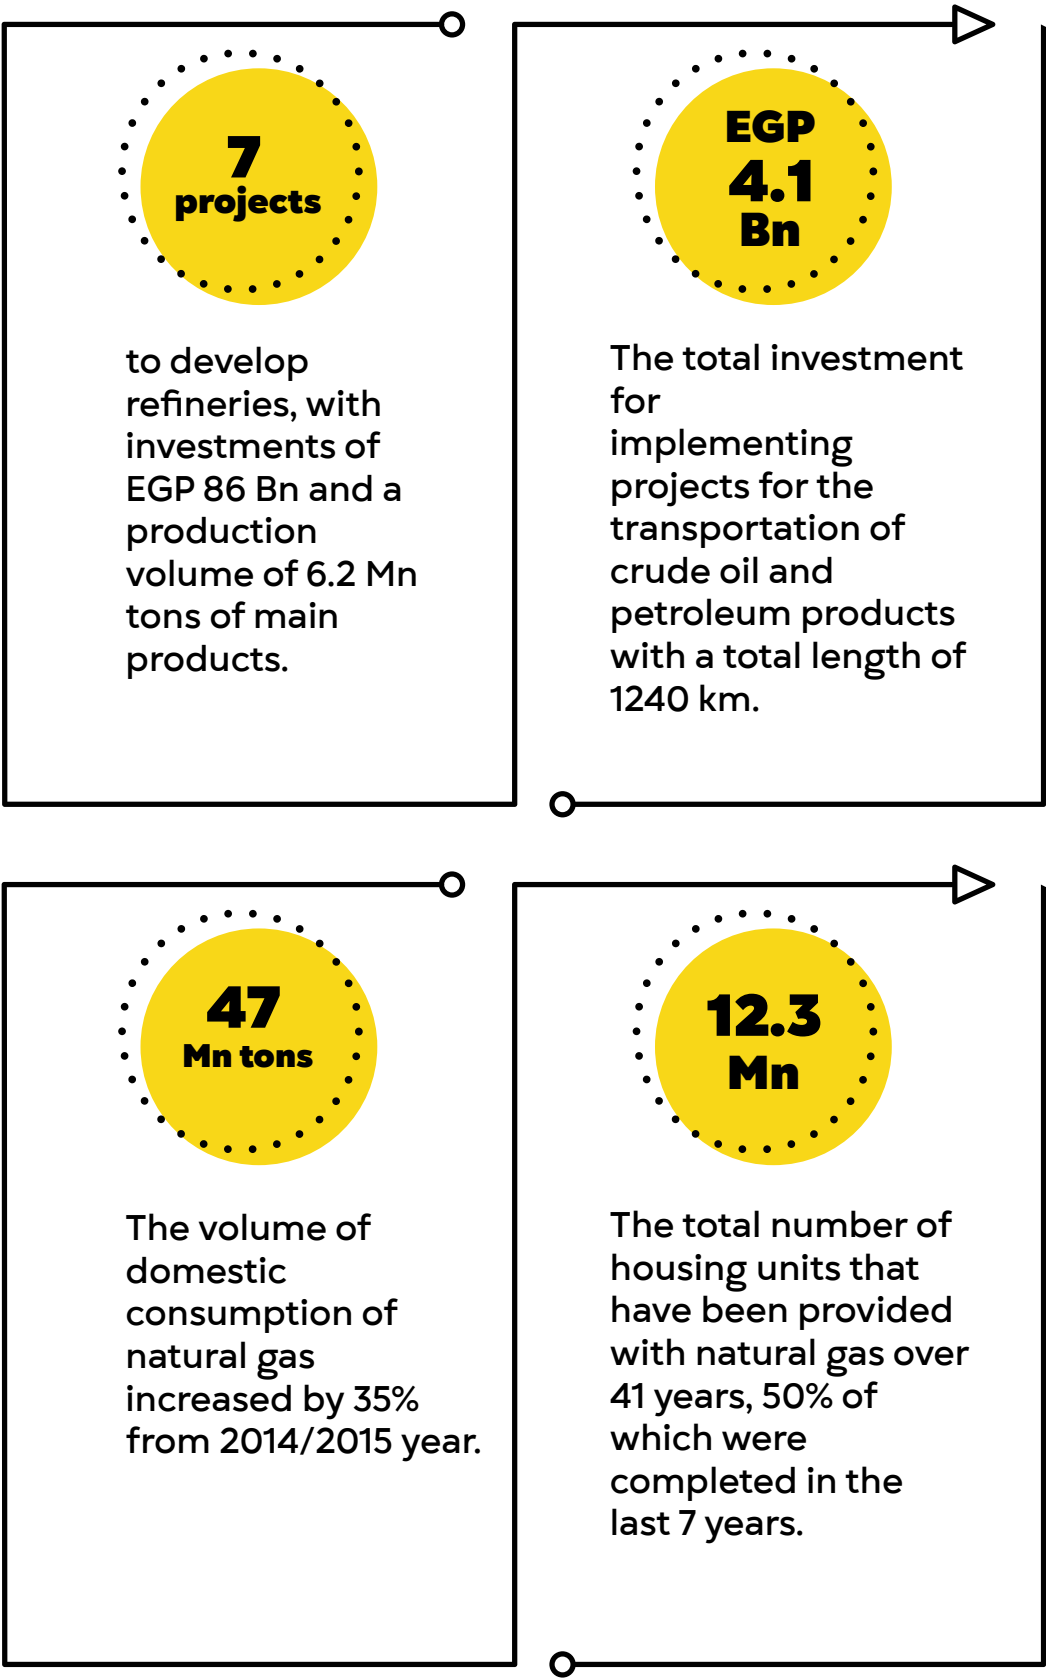 7
projects
to develop
refineries, with
investments of
EGP 86 Bn and a
production
volume of 6.2 Mn
tons of main
products.
EGP
4.1
Bn
The total investment
for
implementing
projects for the
transportation of
crude oil and
petroleum products
with a total length of
1240 km.
47
Mn tons
The volume of
domestic
consumption of
natural gas
increased by 35%
from 2014/2015 year.
12.3
Mn
The total number of
housing units that
have been provided
with natural gas over
41 years, 50% of
which were
completed in the
last 7 years.